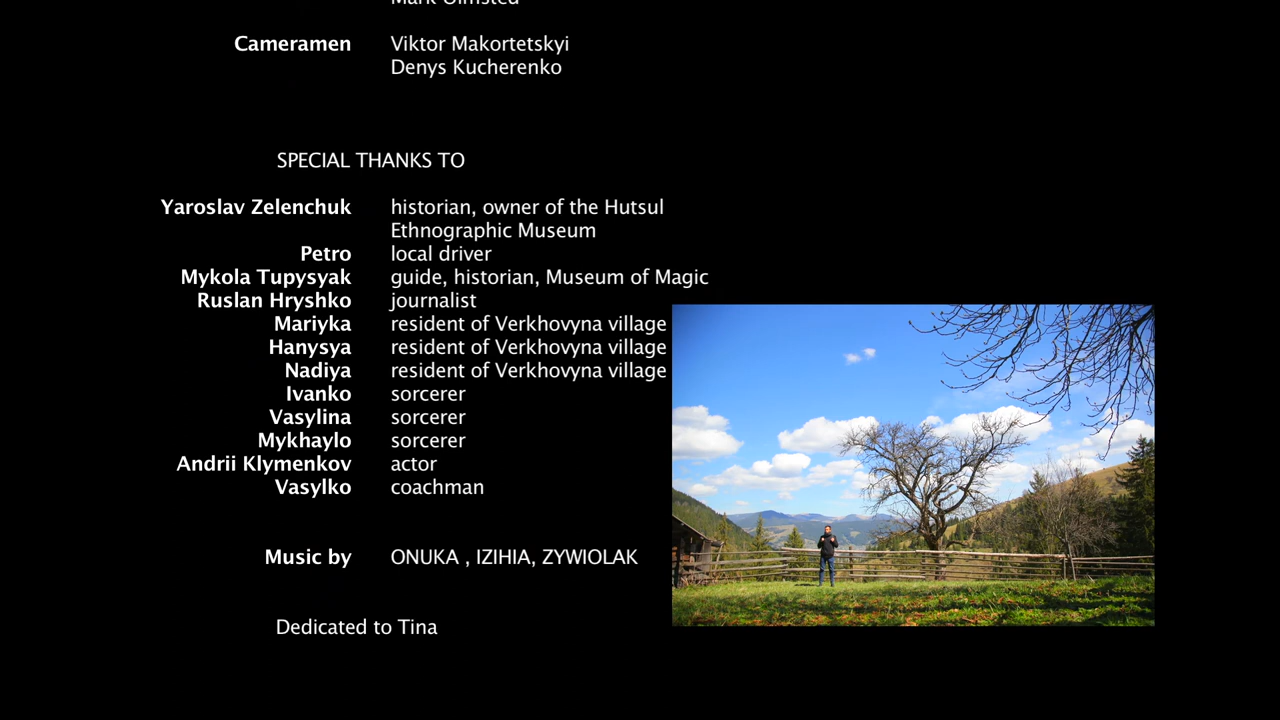 Mark Olmsted
Cameramen Viktor Makortetskyi
Denys Kucherenko
SPECIAL THANKS TO
Yaroslav Zelenchuk historian, owner of the Hutsul
Ethnographic Museum
Petro local driver
Mykola Tupysyak guide, historian, Museum of Magic
Ruslan Hryshko journalist
Mariyka resident of Verkhovyna village
Hanysya resident of Verkhovyna village
Nadiya resident of Verkhovyna village
Ivanko sorcerer
Vasylina sorcerer
Mykhaylo sorcerer
Andrii Klymenkov actor
Vasylko coachman
Music by ONUKA , IZIHIA, ZYWIOLAK
Dedicated to Tina